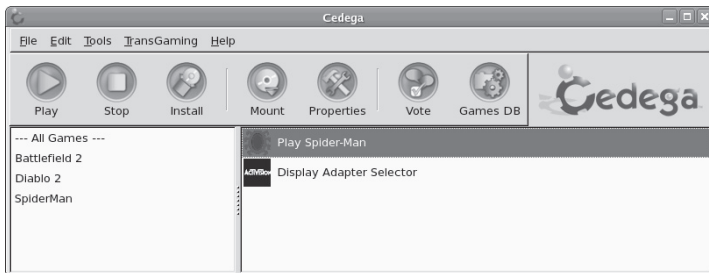 Cedega
File Edit Tools TransGaming Help
Play Stop Install Mount Properties Vote Games DB
Cedega
--- All Games ---
Battlefield 2
Diablo 2
SpiderMan
Play Spider-Man
ACTIVISION
Display Adapter Selector